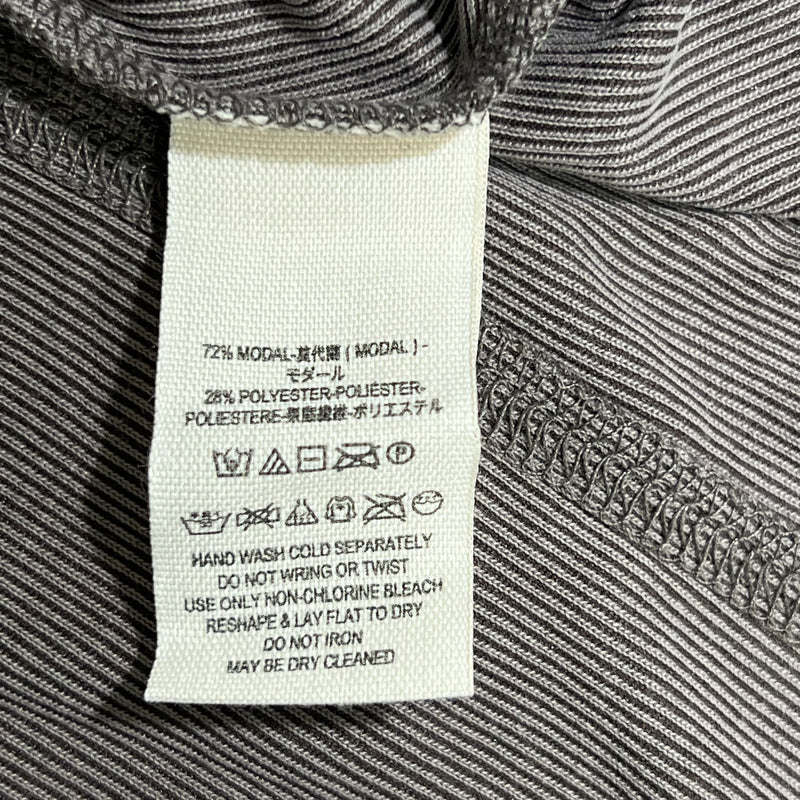 72% MODAL-莫代爾 ( MODAL ) -
モダール
28% POLYESTER-POLIÉSTER-
POLIESTERE-聚酯纖維-ポリエステル
HAND WASH COLD SEPARATELY
DO NOT WRING OR TWIST
USE ONLY NON-CHLORINE BLEACH
RESHAPE & LAY FLAT TO DRY
DO NOT IRON
MAY BE DRY CLEANED